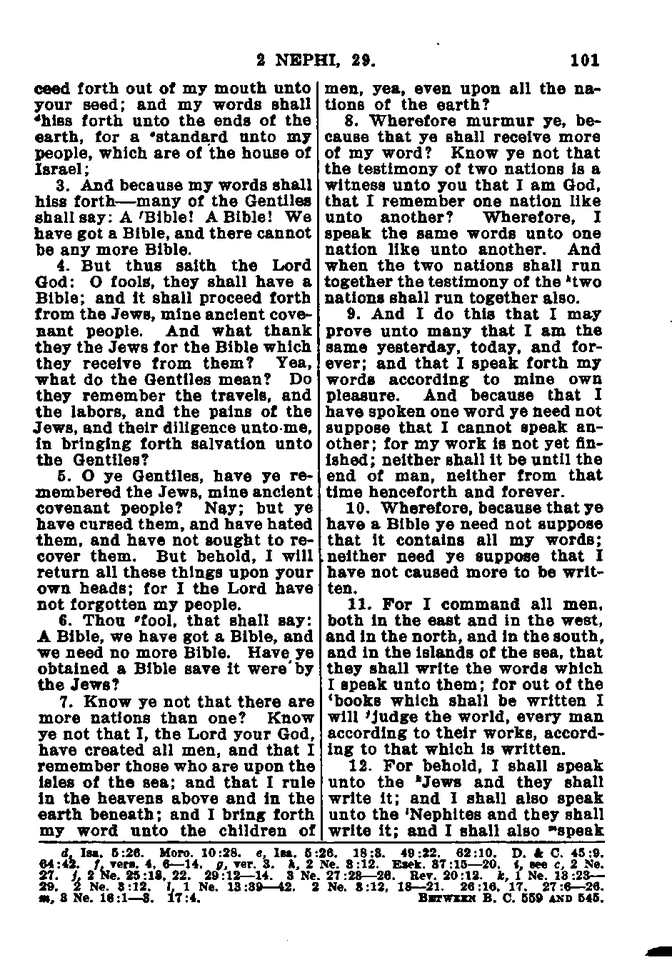 2 NEPHI, 29.
101
ceed forth out of my mouth unto
your seed; and my words shall
dhiss forth unto the ends of the
earth, for a estandard unto my
people, which are of the house of
Israel;
3. And because my words shall
hiss forth—many of the Gentiles
shall say: A fBible! A Bible! We
have got a Bible, and there cannot
be any more Bible.
4. But thus saith the Lord
God: O fools, they shall have a
Bible; and it shall proceed forth
from the Jews, mine ancient cove-
nant people. And what thank
they the Jews for the Bible which
they receive from them? Yea,
what do the Gentiles mean? Do
they remember the travels, and
the labors, and the pains of the
Jews, and their diligence unto me,
in bringing forth salvation unto
the Gentiles?
5. O ye Gentiles, have ye re-
membered the Jews, mine ancient
covenant people? Nay; but ye
have cursed them, and have hated
them, and have not sought to re-
cover them. But behold, I will
return all these things upon your
own heads; for I the Lord have
not forgotten my people.
6. Thou gfool, that shall say:
A Bible, we have got a Bible, and
we need no more Bible. Have ye
obtained a Bible save it were by
the Jews?
7. Know ye not that there are
more nations than one? Know
ye not that I, the Lord your God,
have created all men, and that I
remember those who are upon the
isles of the sea; and that I rule
in the heavens above and in the
earth beneath; and I bring forth
my word unto the children of
men, yea, even upon all the na-
tions of the earth?
8. Wherefore murmur ye, be-
cause that ye shall receive more
of my word? Know ye not that
the testimony of two nations is a
witness unto you that I am God,
that I remember one nation like
unto another? Wherefore, I
speak the same words unto one
nation like unto another. And
when the two nations shall run
together the testimony of the htwo
nations shall run together also.
9. And I do this that I may
prove unto many that I am the
same yesterday, today, and for-
ever; and that I speak forth my
words according to mine own
pleasure. And because that I
have spoken one word ye need not
suppose that I cannot speak an-
other; for my work is not yet fin-
ished; neither shall it be until the
end of man, neither from that
time henceforth and forever.
10. Wherefore, because that ye
have a Bible ye need not suppose
that it contains all my words;
neither need ye suppose that I
have not caused more to be writ-
ten.
11. For I command all men,
both in the east and in the west,
and in the north, and in the south,
and in the islands of the sea, that
they shall write the words which
I speak unto them; for out of the
ibooks which shall be written I
will jjudge the world, every man
according to their works, accord-
ing to that which is written.
12. For behold, I shall speak
unto the kJews and they shall
write it; and I shall also speak
unto the lNephites and they shall
write it; and I shall also mspeak
d, Isa. 5:26. Moro. 10:28. e, Isa. 5:26. 18:3. 49:22. 62:10. D. & C. 45:9.
64:42. f, vers. 4, 6—14. g, ver. 3. h, 2 Ne. 3:12. Ezek. 37:15—20. i, see c, 2 Ne.
27. j, 2 Ne. 25:18, 22. 29:12—14. 3 Ne. 27:23—26. Rev. 20:12. k, 1 Ne. 13:23—
29. 2 Ne. 3:12. l, 1 Ne. 13:39—42. 2 Ne. 3:12, 18—21. 26:16, 17. 27:6—26.
m, 3 Ne. 16:1—3. 17:4. BETWEEN B. C. 559 AND 545.